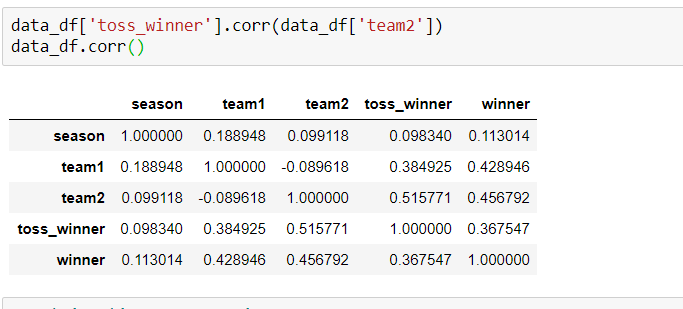 data_df['toss_winner'].corr(data_df['team2'])
data_df.corr()
season team1 team2 toss_winner winner
season 1.000000 0.188948 0.099118 0.098340 0.113014
team1 0.188948 1.000000 -0.089618 0.384925 0.428946
team2 0.099118 -0.089618 1.000000 0.515771 0.456792
toss_winner 0.098340 0.384925 0.515771 1.000000 0.367547
winner 0.113014 0.428946 0.456792 0.367547 1.000000